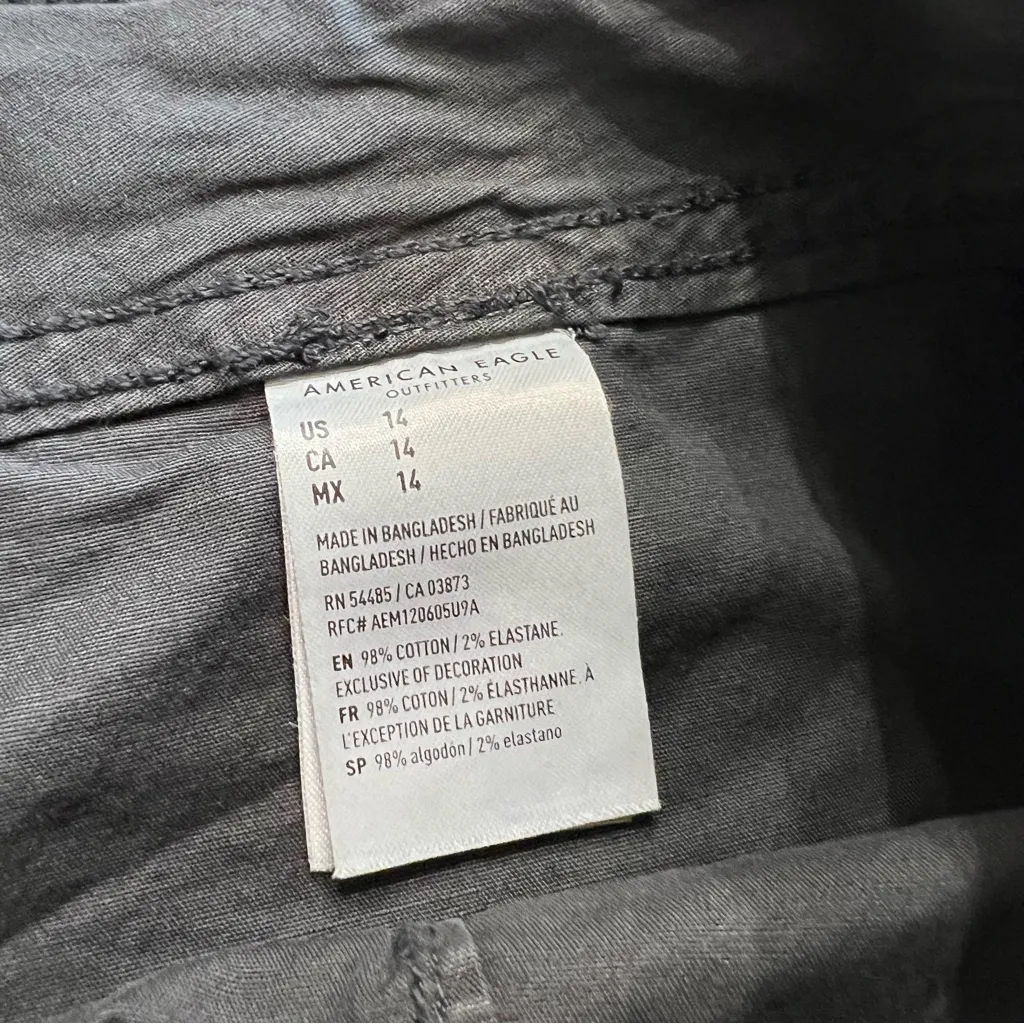 AMERICAN EAGLE
OUTFITTERS
US 14
CA 14
MX 14
MADE IN BANGLADESH / FABRIQUÉ AU
BANGLADESH / HECHO EN BANGLADESH
RN 54485 / CA 03873
RFC# AEM120605U9A
EN 98% COTTON / 2% ELASTANE.
EXCLUSIVE OF DECORATION
FR 98% COTON / 2% ÉLASTHANNE. À
L'EXCEPTION DE LA GARNITURE
SP 98% algodón / 2% elastano